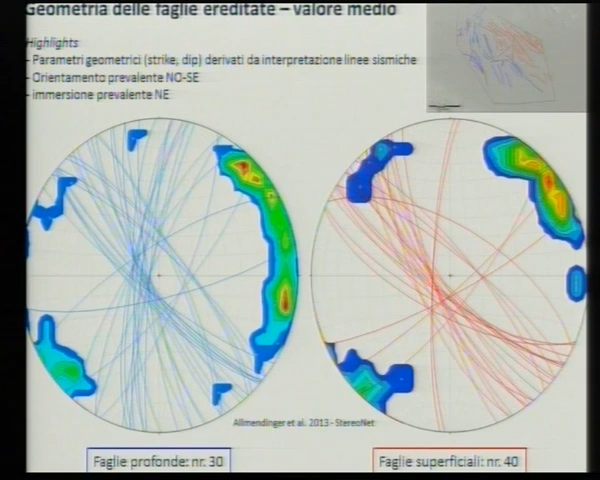 Geometria delle faglie ereditate – valore medio
Highlights
- Parametri geometrici (strike, dip) derivati da interpretazione linee sismiche
- Orientamento prevalente NO-SE
- immersione prevalente NE
Allmendinger et al. 2013 - StereoNet
Faglie profonde: nr. 30
Faglie superficiali: nr. 40